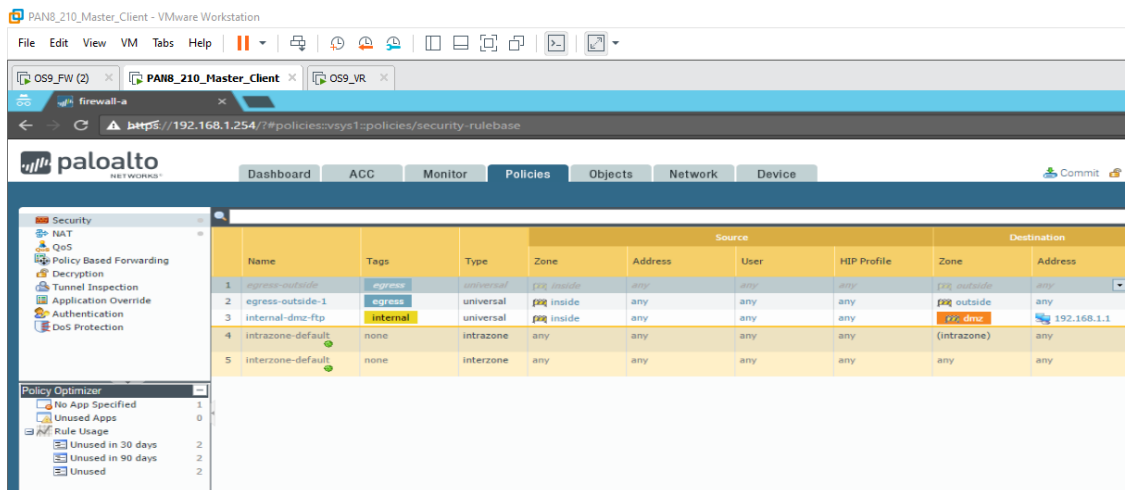 PAN8_210_Master_Client - VMware Workstation
File Edit View VM Tabs Help
OS9_FW (2) PAN8_210_Master_Client OS9_VR
firewall-a
https://192.168.1.254/?#policies::vsys1::policies/security-rulebase
paloalto
NETWORKS
Dashboard ACC Monitor Policies Objects Network Device Commit
Security
NAT
QoS
Policy Based Forwarding
Decryption
Tunnel Inspection
Application Override
Authentication
DoS Protection
Source Destination
Name Tags Type Zone Address User HIP Profile Zone Address
1 egress-outside egress universal inside any any any outside any
2 egress-outside-1 egress universal inside any any any outside any
3 internal-dmz-ftp internal universal inside any any any dmz 192.168.1.1
4 intrazone-default none intrazone any any any any (intrazone) any
5 interzone-default none interzone any any any any any any
Policy Optimizer
No App Specified 1
Unused Apps 0
Rule Usage
Unused in 30 days 2
Unused in 90 days 2
Unused 2